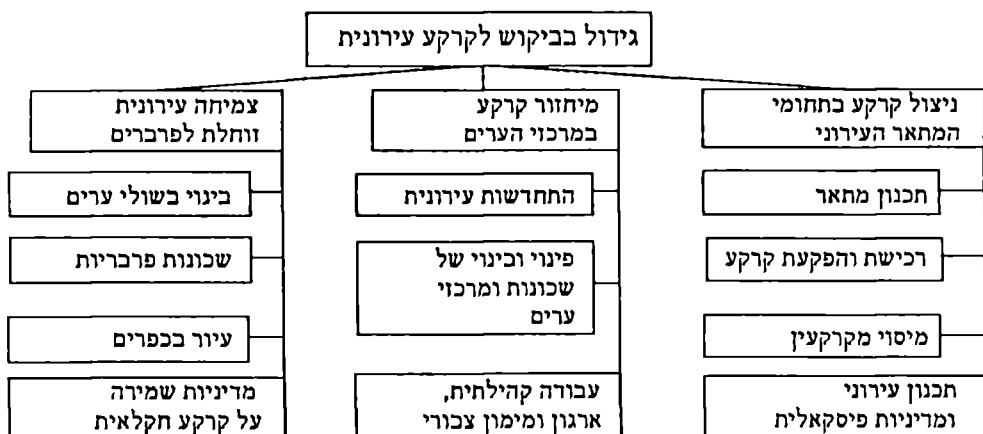 גידול בביקוש לקרקע עירונית
ניצול קרקע בתחומי
המתאר העירוני
תכנון מתאר
רכישת והפקעת קרקע
מיסוי מקרקעין
תכנון עירוני
ומדיניות פיסקאלית
מיחזור קרקע
במרכזי הערים
התחדשות עירונית
פינוי ובינוי של
שכונות ומרכזי
ערים
עבודה קהילתית,
ארגון ומימון צבורי
צמיחה עירונית
זוחלת לפרברים
בינוי בשולי ערים
שכונות פרבריות
עיור בכפרים
מדיניות שמירה
על קרקע חקלאית